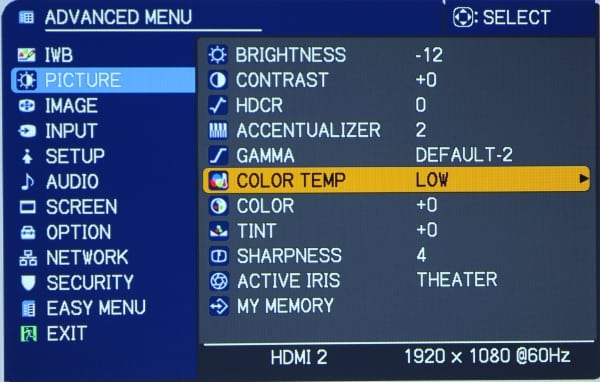 ADVANCED MENU
: SELECT
IWB
PICTURE
IMAGE
INPUT
SETUP
AUDIO
SCREEN
OPTION
NETWORK
SECURITY
EASY MENU
EXIT
BRIGHTNESS -12
CONTRAST +0
HDCR 0
ACCENTUALIZER 2
GAMMA DEFAULT-2
COLOR TEMP LOW
COLOR +0
TINT +0
SHARPNESS 4
ACTIVE IRIS THEATER
MY MEMORY
HDMI 2 1920 x 1080 @60Hz